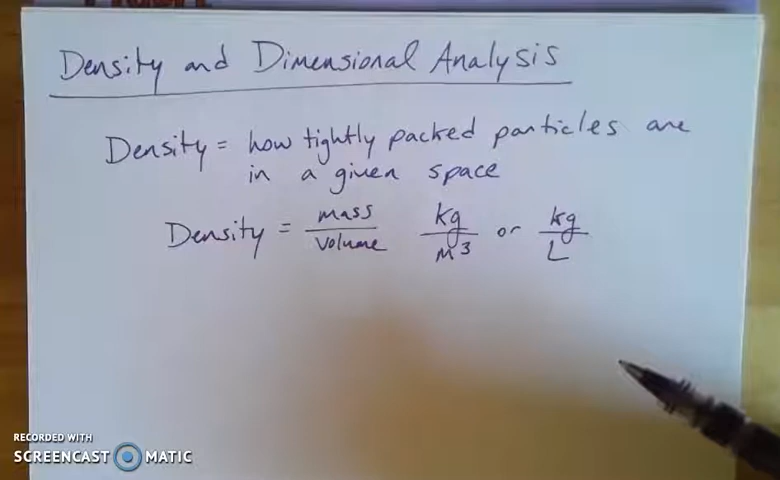 Density and Dimensional Analysis
Density = how tightly packed particles are
in a given space
Density = mass/volume kg/m³ or kg/L
RECORDED WITH
SCREENCAST MATIC